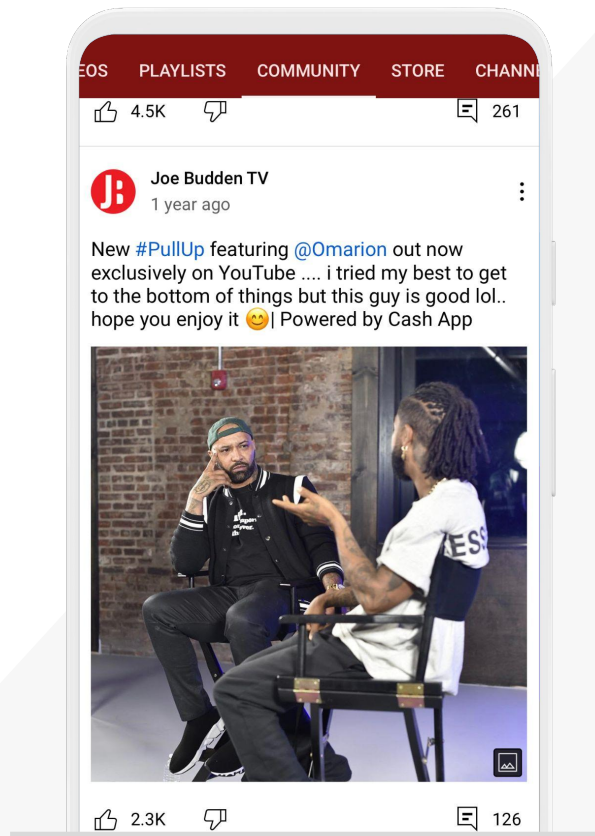 EOS PLAYLISTS COMMUNITY STORE CHANNE
4.5K 261
JB
Joe Budden TV
1 year ago
New #PullUp featuring @Omarion out now
exclusively on YouTube .... i tried my best to get
to the bottom of things but this guy is good lol..
hope you enjoy it 😊| Powered by Cash App
ESS
2.3K 126